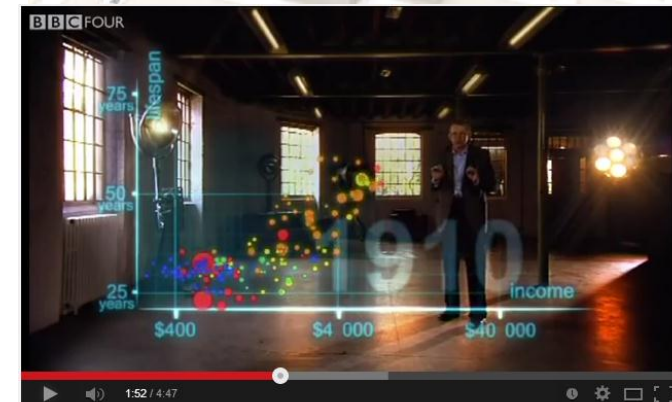 BBC FOUR
lifespan
75
years
50
years
1910
25
years
income
$400
$4 000
$40 000
1:52 / 4:47